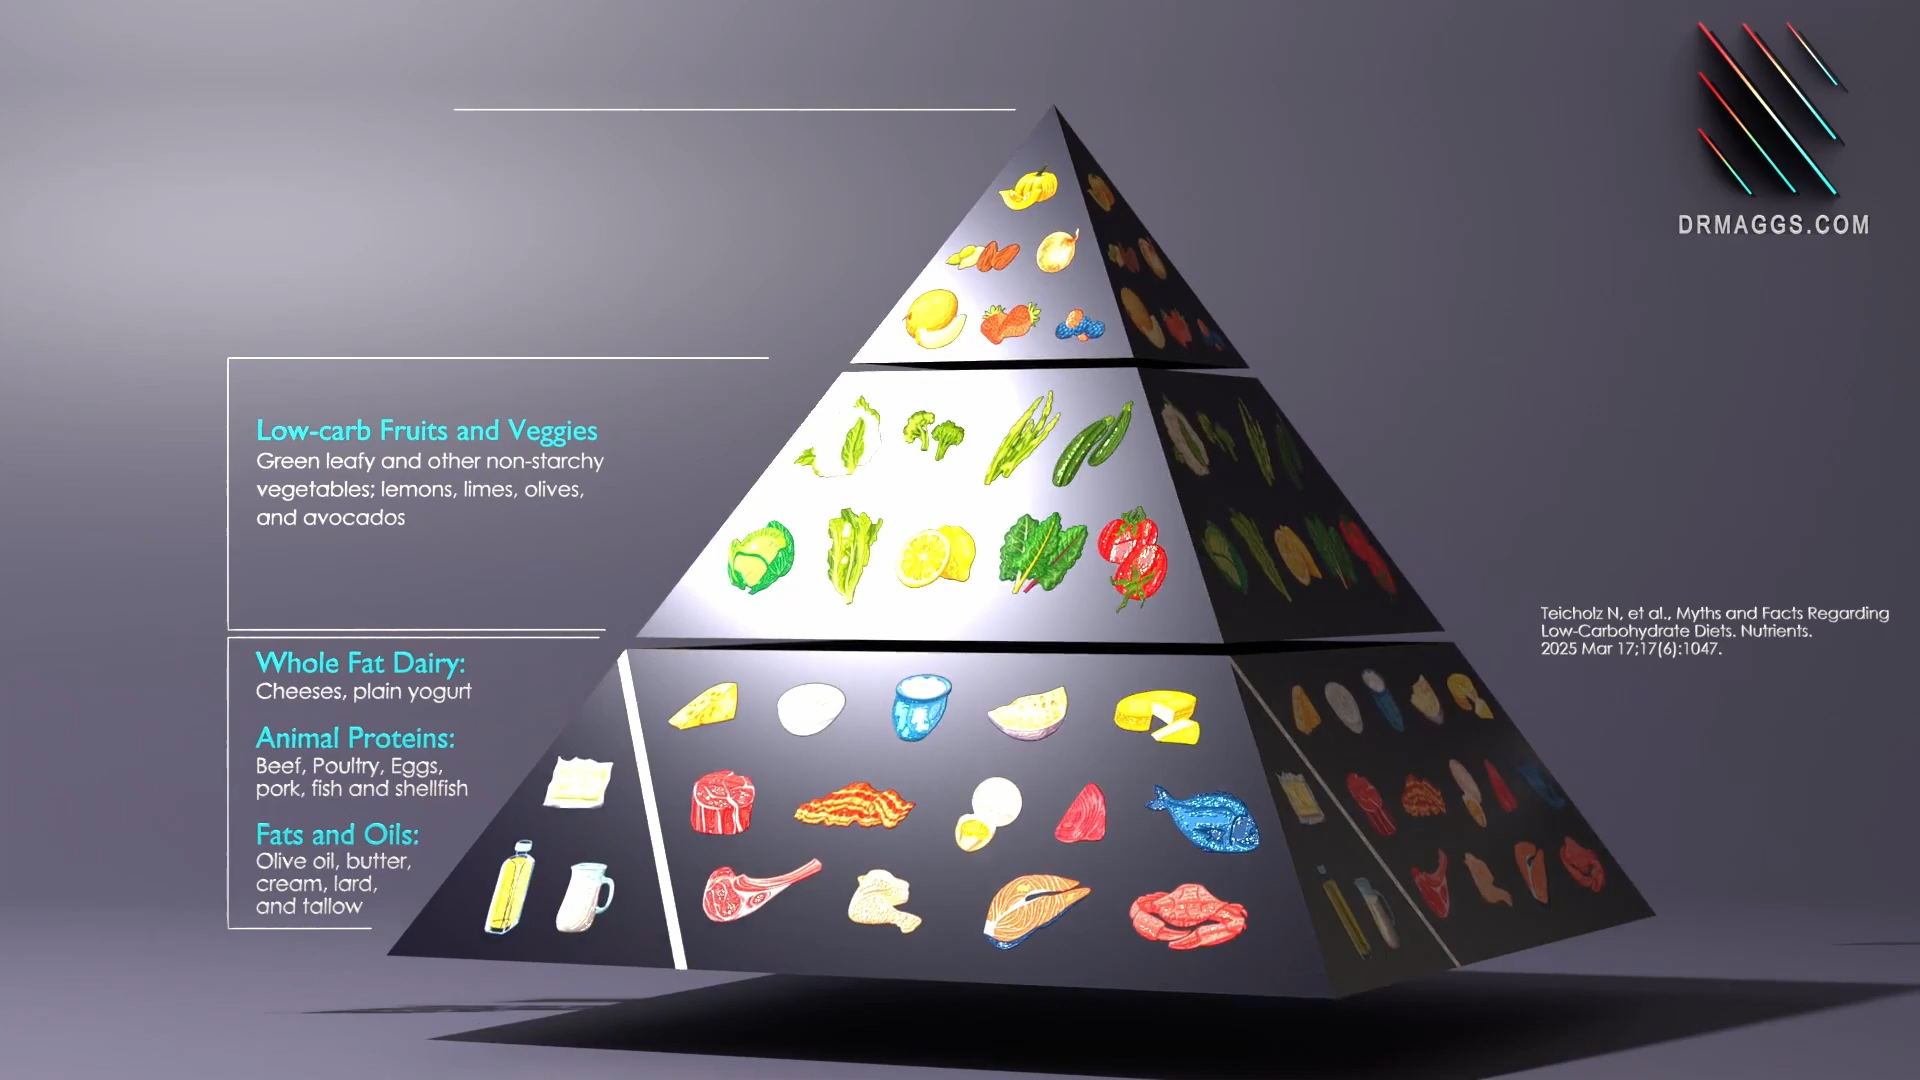 DRMAGGS.COM
Low-carb Fruits and Veggies
Green leafy and other non-starchy
vegetables; lemons, limes, olives,
and avocados
Whole Fat Dairy:
Cheeses, plain yogurt
Animal Proteins:
Beef, Poultry, Eggs,
pork, fish and shellfish
Fats and Oils:
Olive oil, butter,
cream, lard,
and tallow
Teicholz N, et al., Myths and Facts Regarding
Low-Carbohydrate Diets. Nutrients.
2025 Mar 17;17(6):1047.